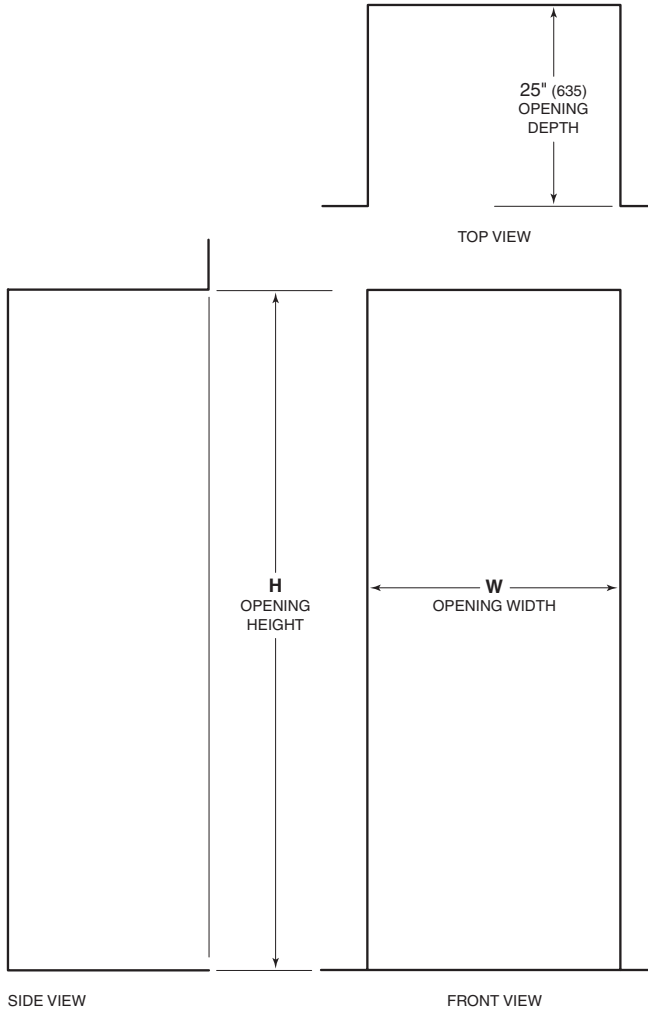 25" (635)
OPENING
DEPTH
TOP VIEW
H
OPENING
HEIGHT
W
OPENING WIDTH
SIDE VIEW
FRONT VIEW